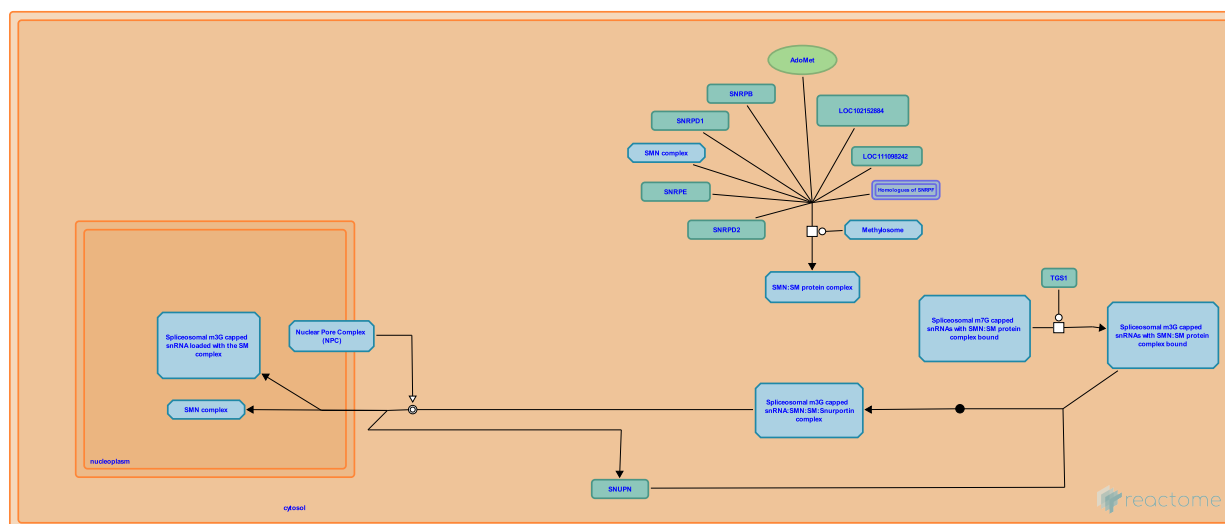 AdoMet
SNRPB
LOC102152884
SNRPD1
SMN complex
LOC111098242
SNRPE
Homologues of SNRPF
SNRPD2
Methylosome
SMN:SM protein complex
TGS1
Spliceosomal m7G capped
snRNAs with SMN:SM protein
complex bound
Spliceosomal m3G capped
snRNAs with SMN:SM protein
complex bound
Spliceosomal m3G capped
snRNA loaded with the SM
complex
Nuclear Pore Complex
(NPC)
SMN complex
Spliceosomal m3G capped
snRNA:SMN:SM:Snurportin
complex
nucleoplasm
SNUPN
cytosol
reactome